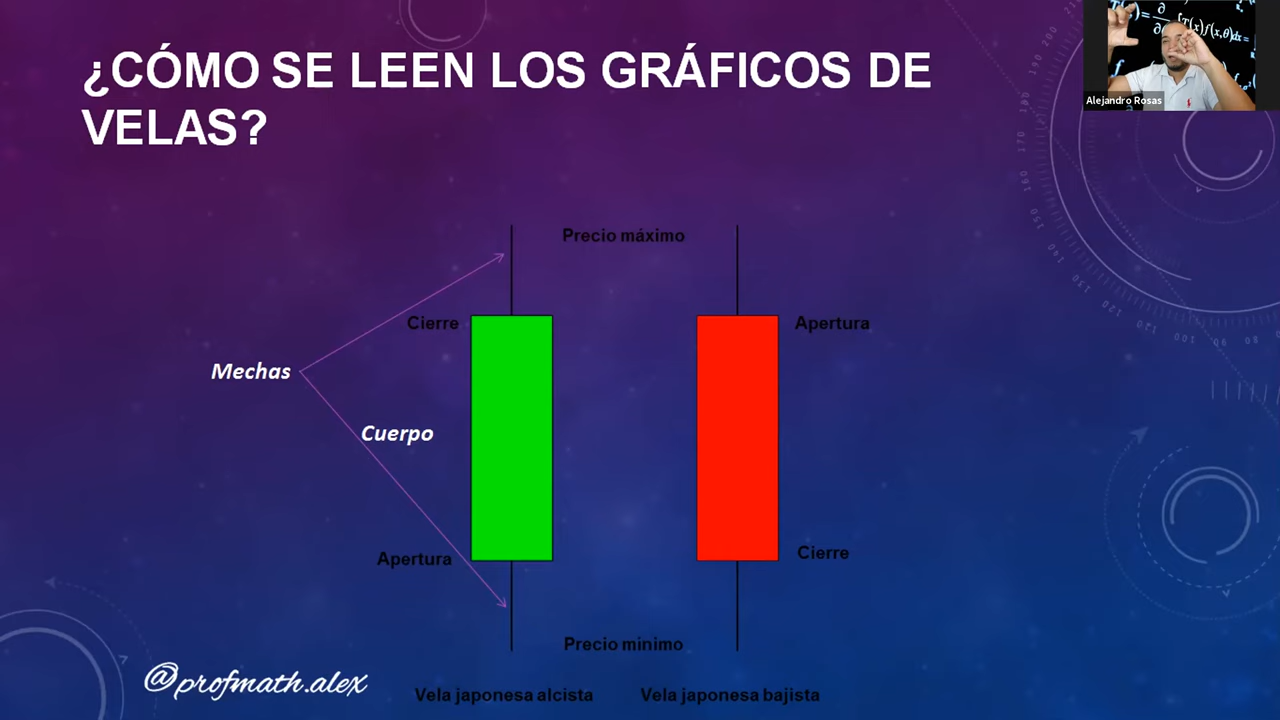 ¿CÓMO SE LEEN LOS GRÁFICOS DE
VELAS?
Alejandro Rosas
Precio máximo
Cierre
Apertura
Mechas
Cuerpo
Apertura
Cierre
Precio minimo
@profmath.alex
Vela japonesa alcista
Vela japonesa bajista